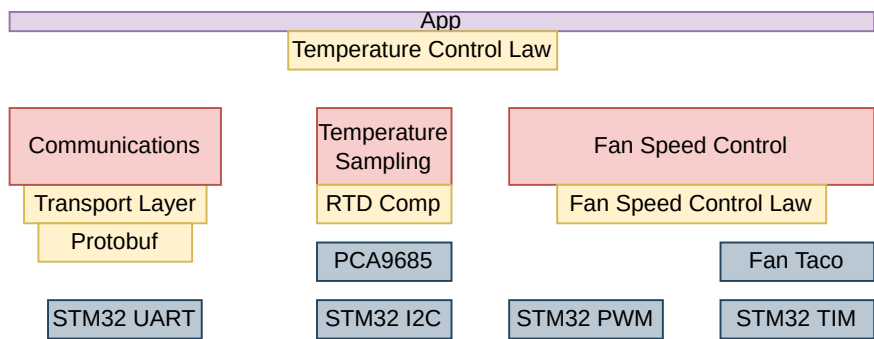 App
Temperature Control Law
Communications
Temperature
Sampling
Fan Speed Control
Transport Layer
RTD Comp
Fan Speed Control Law
Protobuf
PCA9685
Fan Taco
STM32 UART
STM32 I2C
STM32 PWM
STM32 TIM